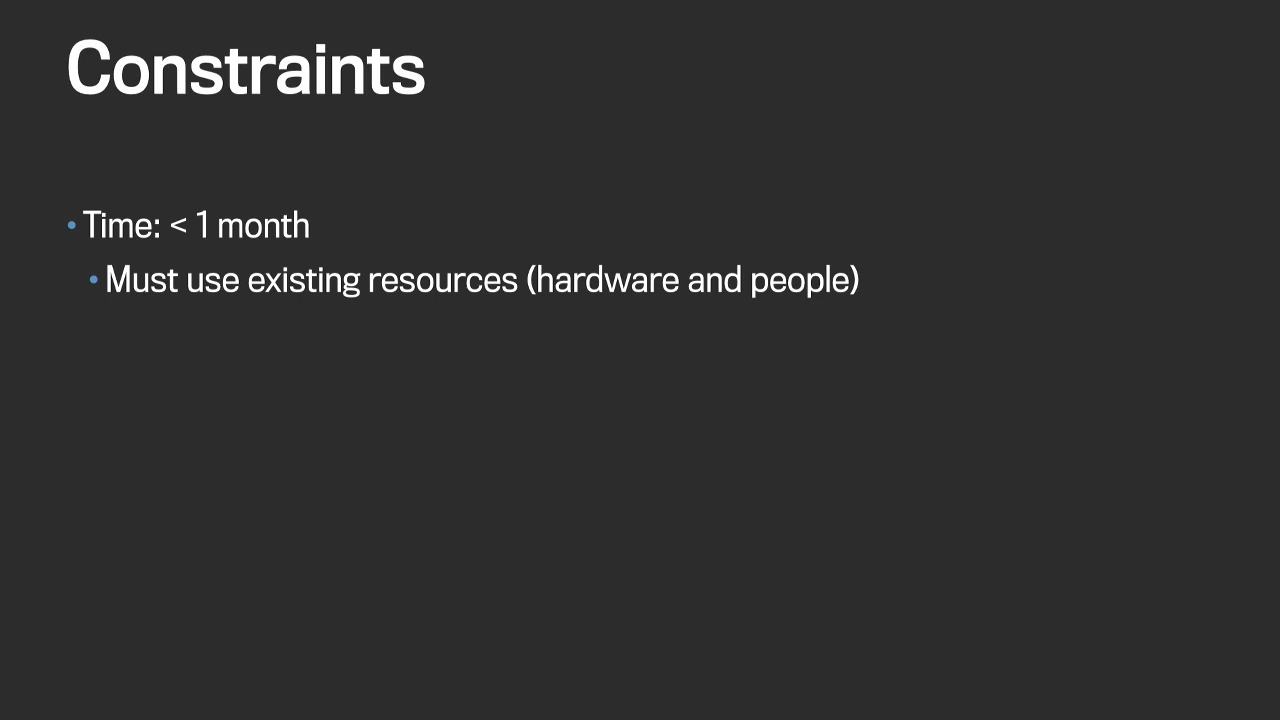 Constraints
• Time: < 1 month
• Must use existing resources (hardware and people)